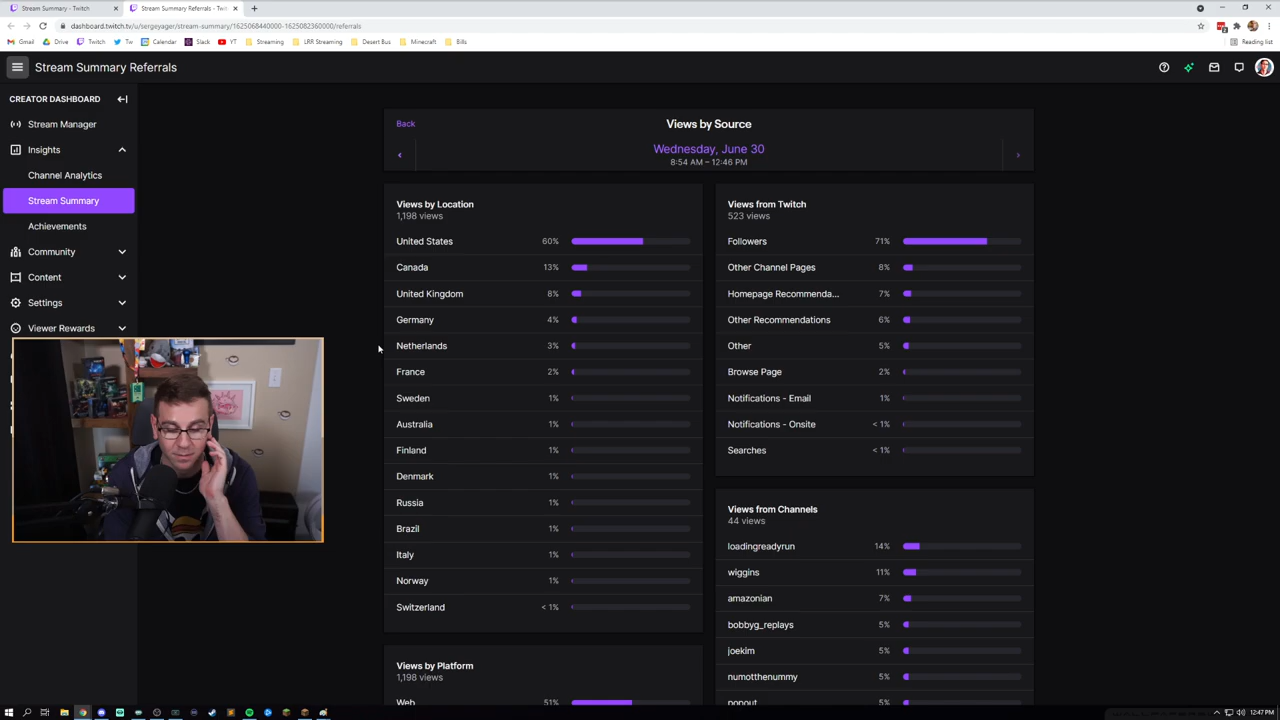 Stream Summary - Twitch
Stream Summary Referrals - Twi
dashboard.twitch.tv/u/sergeyager/stream-summary/1625068440000-1625082360000/referrals
Gmail
Drive
Twitch
Tw
Calendar
Slack
YT
Streaming
LRR Streaming
Desert Bus
Minecraft
Bills
Reading list
Stream Summary Referrals
CREATOR DASHBOARD
Stream Manager
Insights
Channel Analytics
Stream Summary
Achievements
Community
Content
Settings
Viewer Rewards
Back
Views by Source
Wednesday, June 30
8:54 AM – 12:46 PM
Views by Location
1,198 views
United States 60%
Canada 13%
United Kingdom 8%
Germany 4%
Netherlands 3%
France 2%
Sweden 1%
Australia 1%
Finland 1%
Denmark 1%
Russia 1%
Brazil 1%
Italy 1%
Norway 1%
Switzerland < 1%
Views by Platform
1,198 views
Web 51%
Views from Twitch
523 views
Followers 71%
Other Channel Pages 8%
Homepage Recommenda... 7%
Other Recommendations 6%
Other 5%
Browse Page 2%
Notifications - Email 1%
Notifications - Onsite < 1%
Searches < 1%
Views from Channels
44 views
loadingreadyrun 14%
wiggins 11%
amazonian 7%
bobbyg_replays 5%
joekim 5%
numotthenummy 5%
popout 5%
12:47 PM